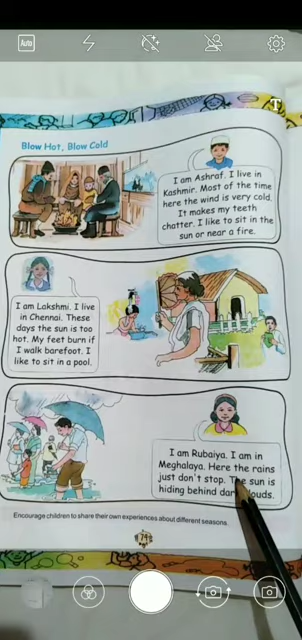 Auto
T
Blow Hot, Blow Cold
I am Ashraf. I live in
Kashmir. Most of the time
here the wind is very cold.
It makes my teeth
chatter. I like to sit in the
sun or near a fire.
I am Lakshmi. I live
in Chennai. These
days the sun is too
hot. My feet burn if
I walk barefoot. I
like to sit in a pool.
I am Rubaiya. I am in
Meghalaya. Here the rains
just don't stop. The sun is
hiding behind dark clouds.
Encourage children to share their own experiences about different seasons.
74